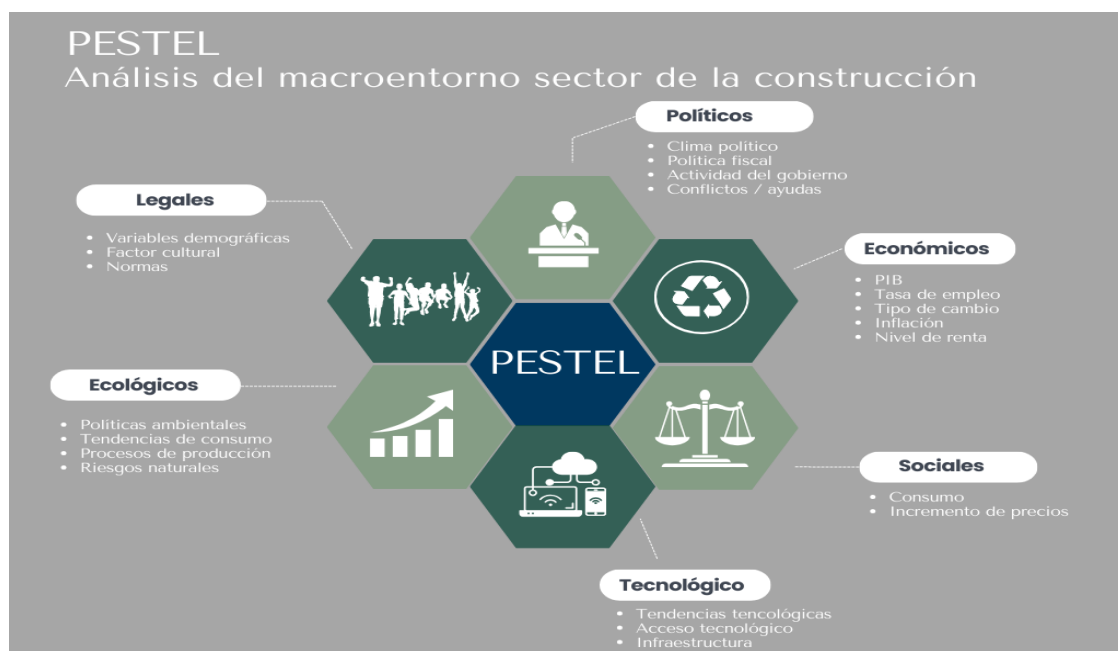 PESTEL
Análisis del macroentorno sector de la construcción
Políticos
• Clima político
• Política fiscal
• Actividad del gobierno
• Conflictos / ayudas
Legales
• Variables demográficas
• Factor cultural
• Normas
Económicos
• PIB
• Tasa de empleo
• Tipo de cambio
• Inflación
• Nivel de renta
PESTEL
Ecológicos
• Políticas ambientales
• Tendencias de consumo
• Procesos de producción
• Riesgos naturales
Sociales
• Consumo
• Incremento de precios
Tecnológico
• Tendencias tencológicas
• Acceso tecnológico
• Infraestructura